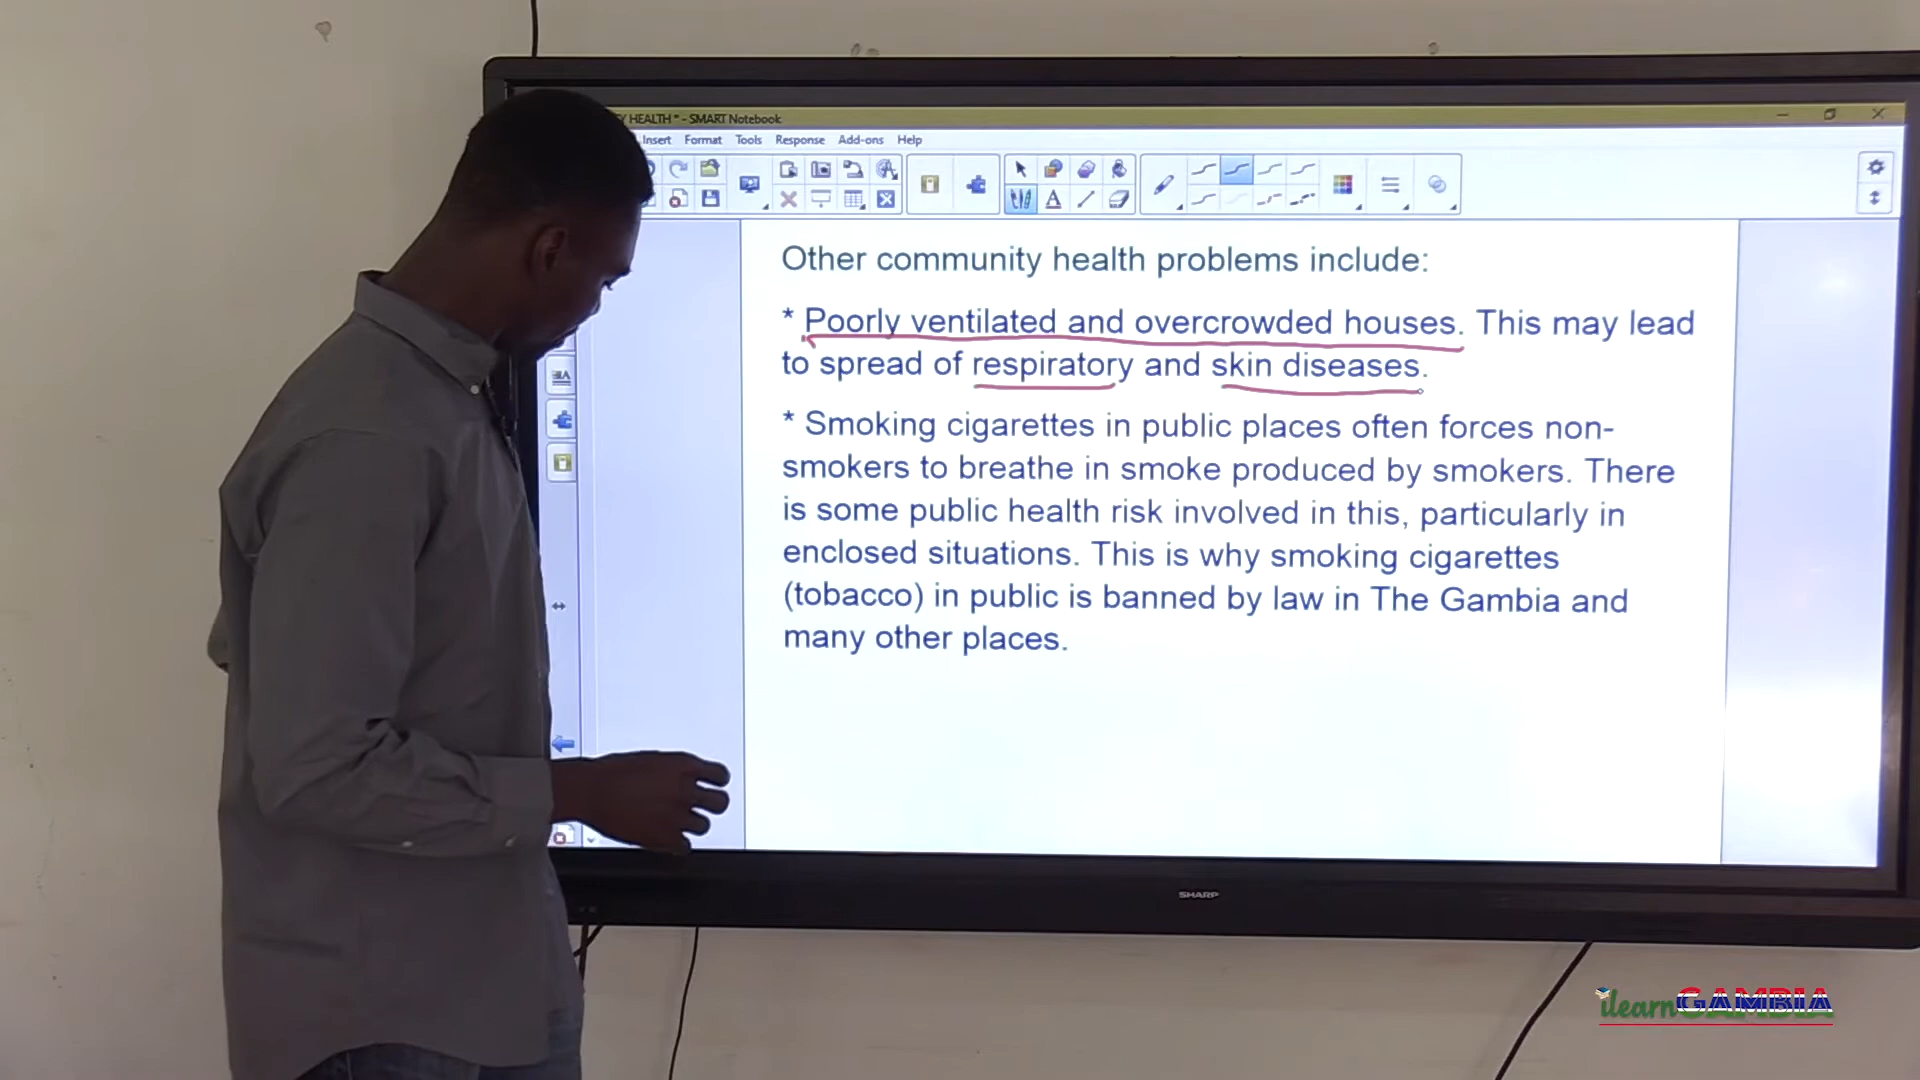 HEALTH * - SMART Notebook
Insert Format Tools Response Add-ons Help
Other community health problems include:
* Poorly ventilated and overcrowded houses. This may lead
to spread of respiratory and skin diseases.
* Smoking cigarettes in public places often forces non-
smokers to breathe in smoke produced by smokers. There
is some public health risk involved in this, particularly in
enclosed situations. This is why smoking cigarettes
(tobacco) in public is banned by law in The Gambia and
many other places.
SHARP
ilearnGAMBIA